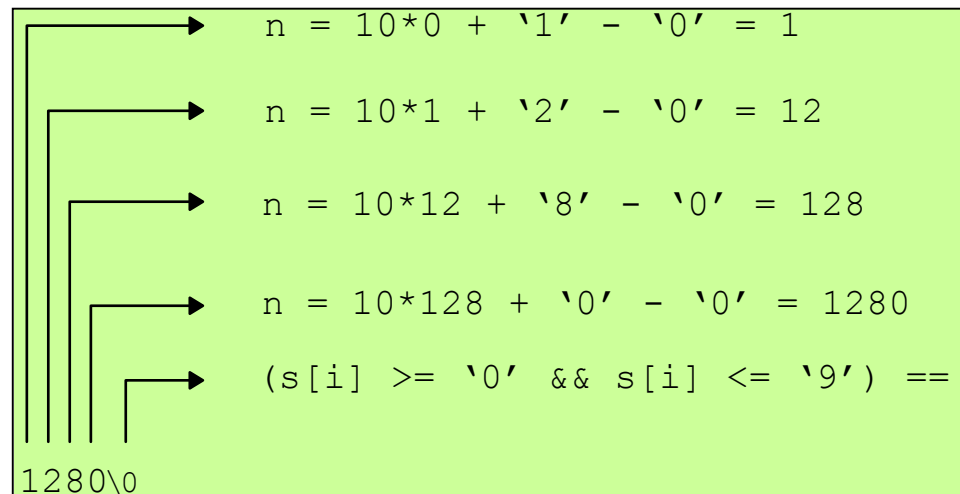 n = 10*0 + ‛1’ - ‛0’ = 1
n = 10*1 + ‛2’ - ‛0’ = 12
n = 10*12 + ‛8’ - ‛0’ = 128
n = 10*128 + ‛0’ - ‛0’ = 1280
(s[i] >= ‛0’ && s[i] <= ‛9’) ==
1280\0